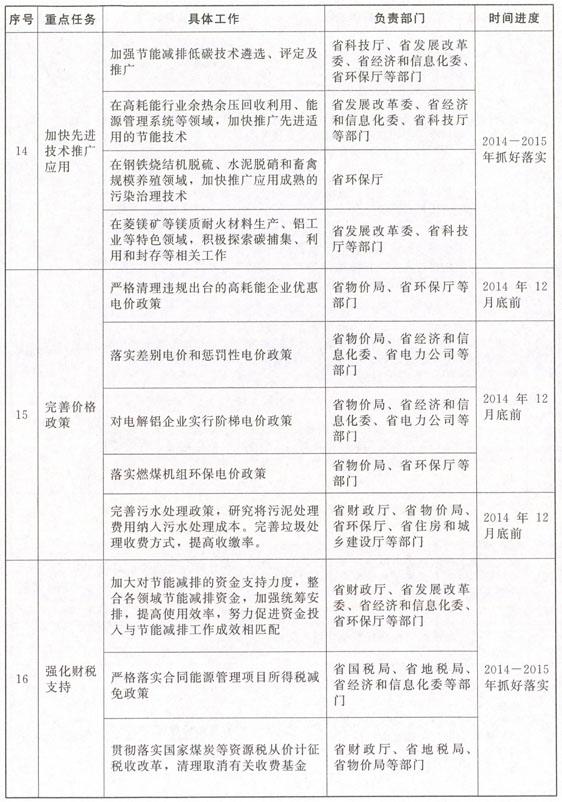 序号 重点任务 具体工作 负责部门 时间进度
14
加快先进
技术推广
应用
加强节能减排低碳技术遴选、评定及
推广
省科技厅、省发展改革
委、省经济和信息化委、
省环保厅等部门
在高耗能行业余热余压回收利用、能
源管理系统等领域，加快推广先进适
用的节能技术
省发展改革委、省经济
和信息化委、省科技厅
等部门
在钢铁烧结机脱硫、水泥脱硝和畜禽
规模养殖领域，加快推广应用成熟的
污染治理技术
省环保厅
在菱镁矿等镁质耐火材料生产、铝工
业等特色领域，积极探索碳捕集、利
用和封存等相关工作
省发展改革委、省科技
厅等部门
2014－2015
年抓好落实
15
完善价格
政策
严格清理违规出台的高耗能企业优惠
电价政策
省物价局、省环保厅等
部门
2014 年 12
月底前
落实差别电价和惩罚性电价政策
省物价局、省经济和信
息化委、省电力公司等
部门
对电解铝企业实行阶梯电价政策
省物价局、省经济和信
息化委、省电力公司等
部门
落实燃煤机组环保电价政策
省物价局、省环保厅等
部门
2014 年 12
月底前
完善污水处理政策，研究将污泥处理
费用纳入污水处理成本。完善垃圾处
理收费方式，提高收缴率。
省财政厅、省物价局、
省环保厅、省住房和城
乡建设厅等部门
2014 年 12
月底前
16
强化财税
支持
加大对节能减排的资金支持力度，整
合各领域节能减排资金，加强统筹安
排，提高使用效率，努力促进资金投
入与节能减排工作成效相匹配
省财政厅、省发展改革
委、省经济和信息化委、
省环保厅等部门
严格落实合同能源管理项目所得税减
免政策
省国税局、省地税局、
省经济和信息化委等部
门
贯彻落实国家煤炭等资源税从价计征
税收改革，清理取消有关收费基金
省财政厅、省地税局、
省物价局等部门
2014－2015
年抓好落实